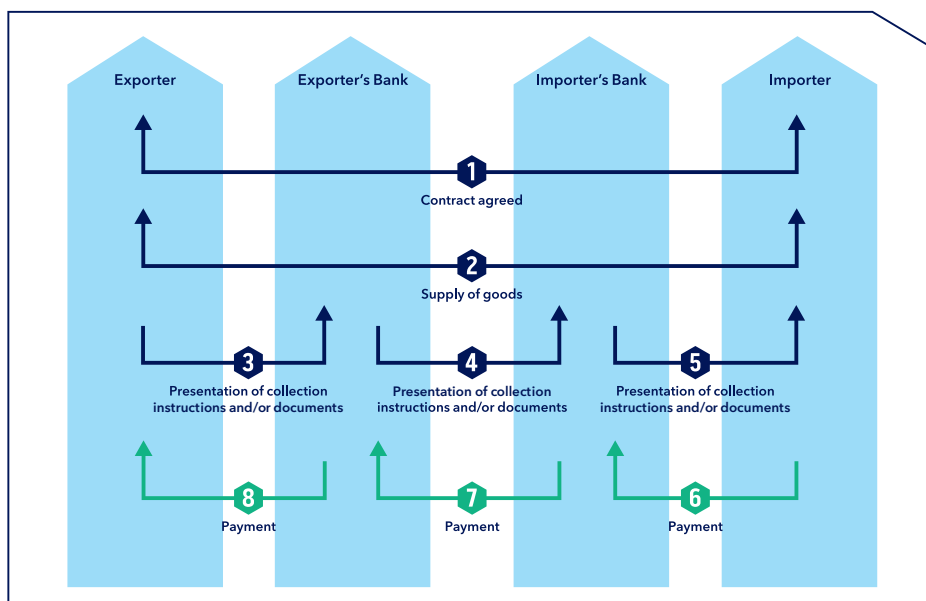 Exporter
Exporter's Bank
Importer's Bank
Importer
1
Contract agreed
2
Supply of goods
3
Presentation of collection
instructions and/or documents
4
Presentation of collection
instructions and/or documents
5
Presentation of collection
instructions and/or documents
8
Payment
7
Payment
6
Payment